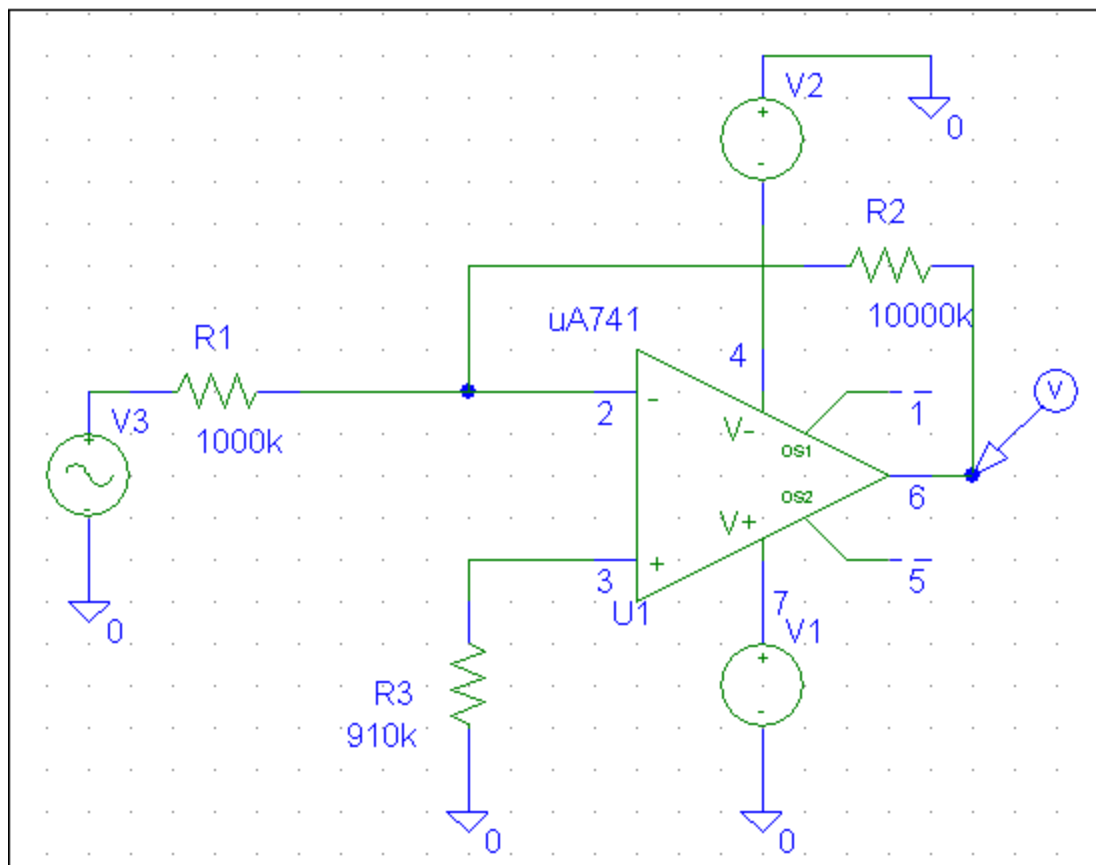 V2
+
-
0
R2
10000k
uA741
R1
1000k
V3
+
-
0
4
2
-
V-
OS1
1
V
6
OS2
V+
5
3
+
U1
7
V1
+
-
0
R3
910k
0